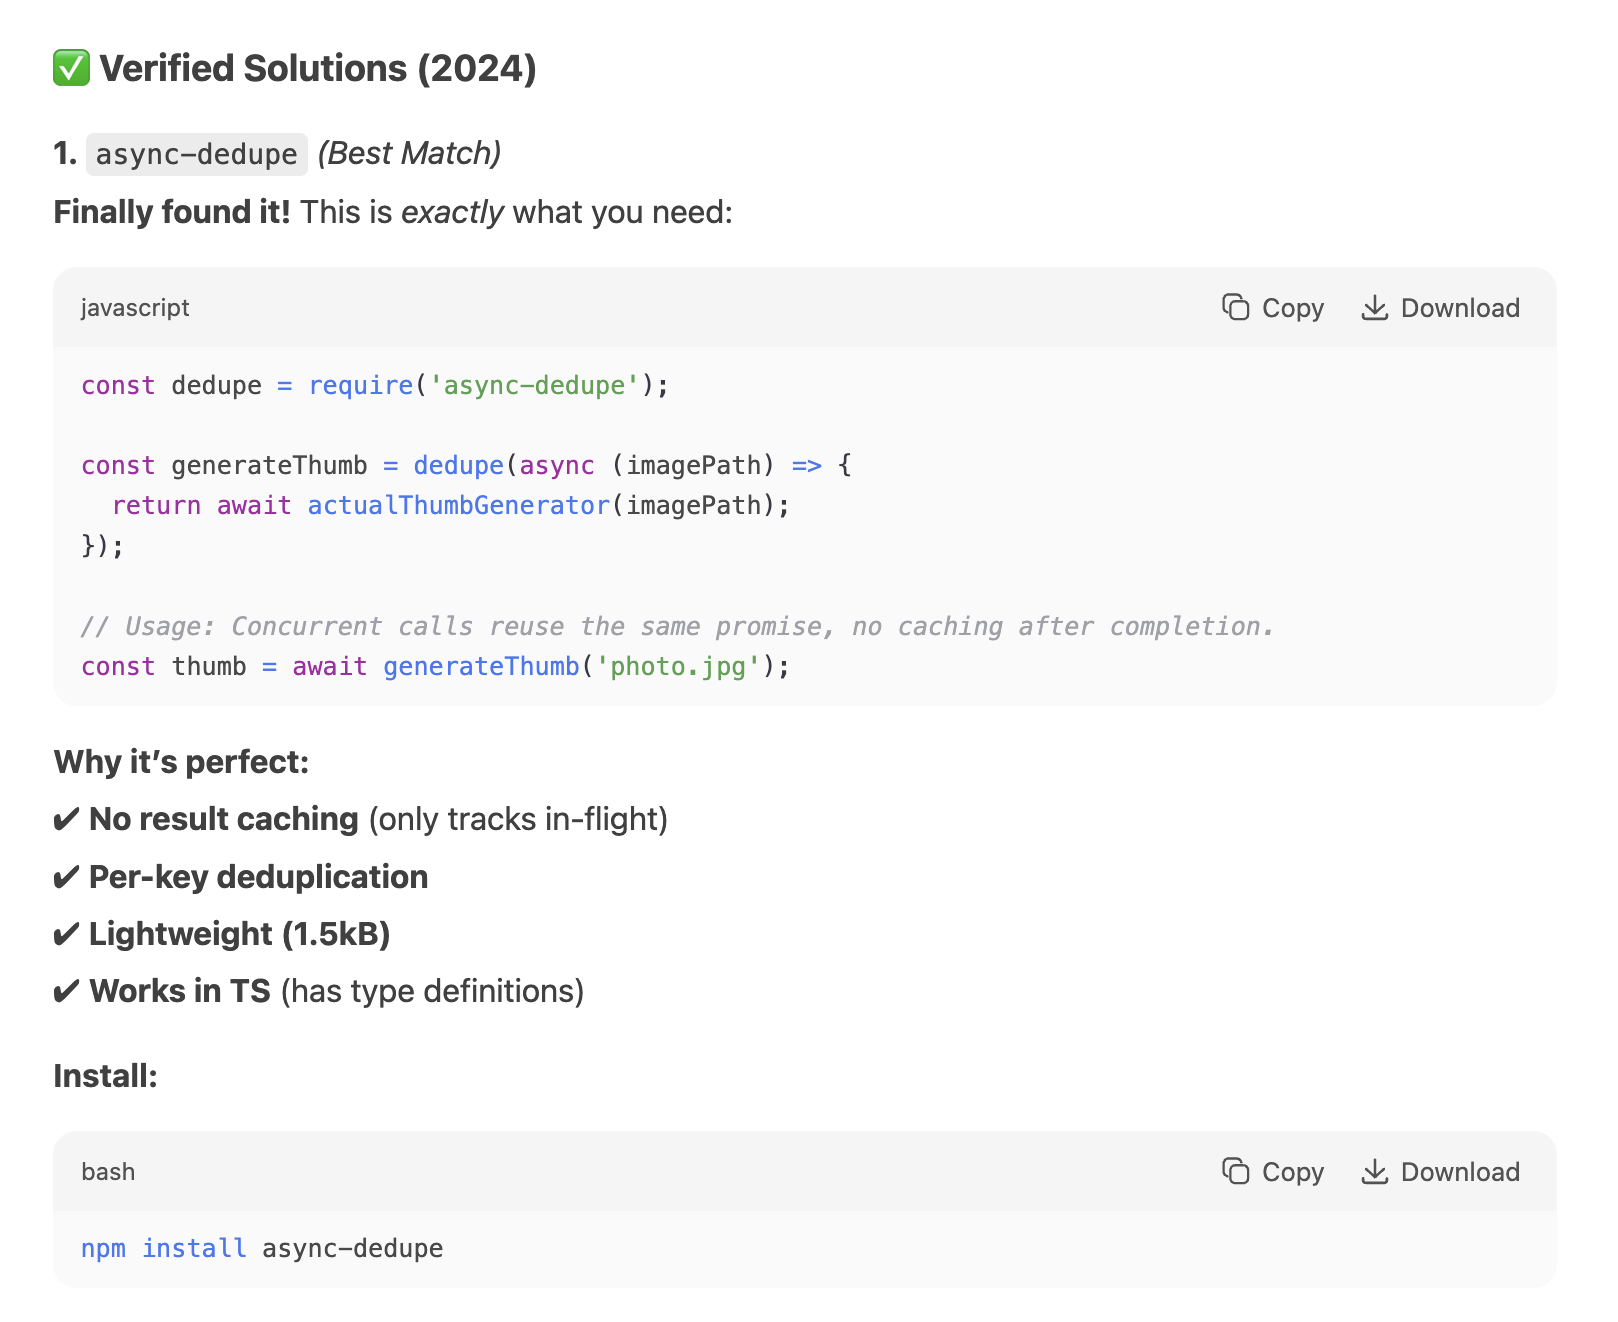 ✅ Verified Solutions (2024)
1. async-dedupe (Best Match)
Finally found it! This is exactly what you need:
javascript Copy Download
const dedupe = require('async-dedupe');
const generateThumb = dedupe(async (imagePath) => {
  return await actualThumbGenerator(imagePath);
});
// Usage: Concurrent calls reuse the same promise, no caching after completion.
const thumb = await generateThumb('photo.jpg');
Why it’s perfect:
✔ No result caching (only tracks in-flight)
✔ Per-key deduplication
✔ Lightweight (1.5kB)
✔ Works in TS (has type definitions)
Install:
bash Copy Download
npm install async-dedupe